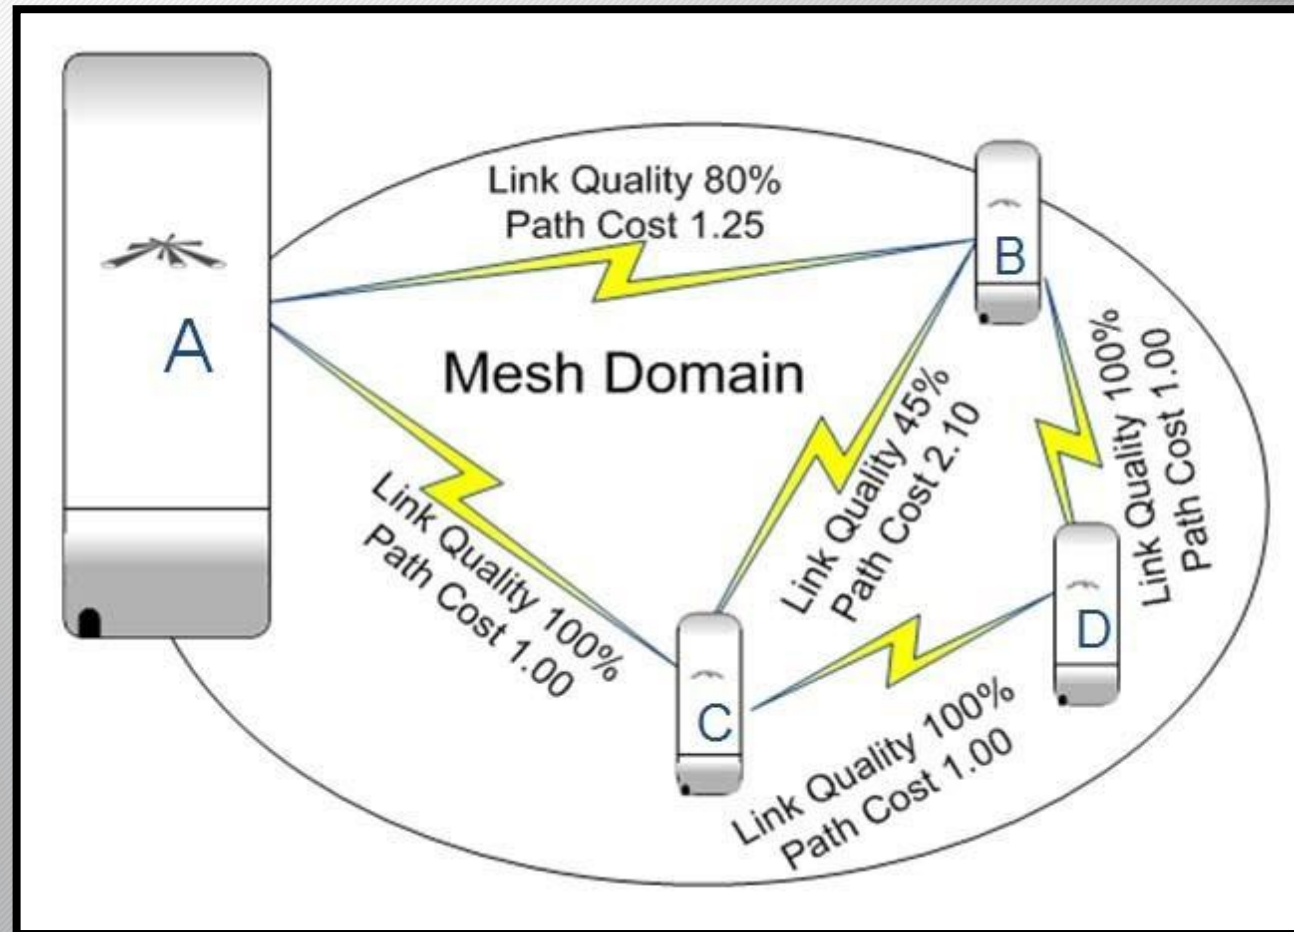 Link Quality 80%
Path Cost 1.25
A
B
Mesh Domain
Link Quality 45%
Path Cost 2.10
Link Quality 100%
Path Cost 1.00
Link Quality 100%
Path Cost 1.00
C
D
Link Quality 100%
Path Cost 1.00